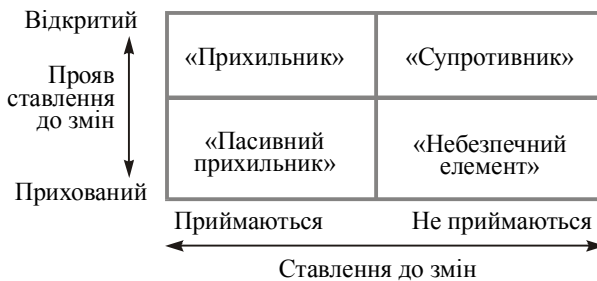 Відкритий
«Прихильник» «Супротивник»
Прояв
ставлення
до змін
«Пасивний
прихильник»
«Небезпечний
елемент»
Прихований
Приймаються Не приймаються
Ставлення до змін